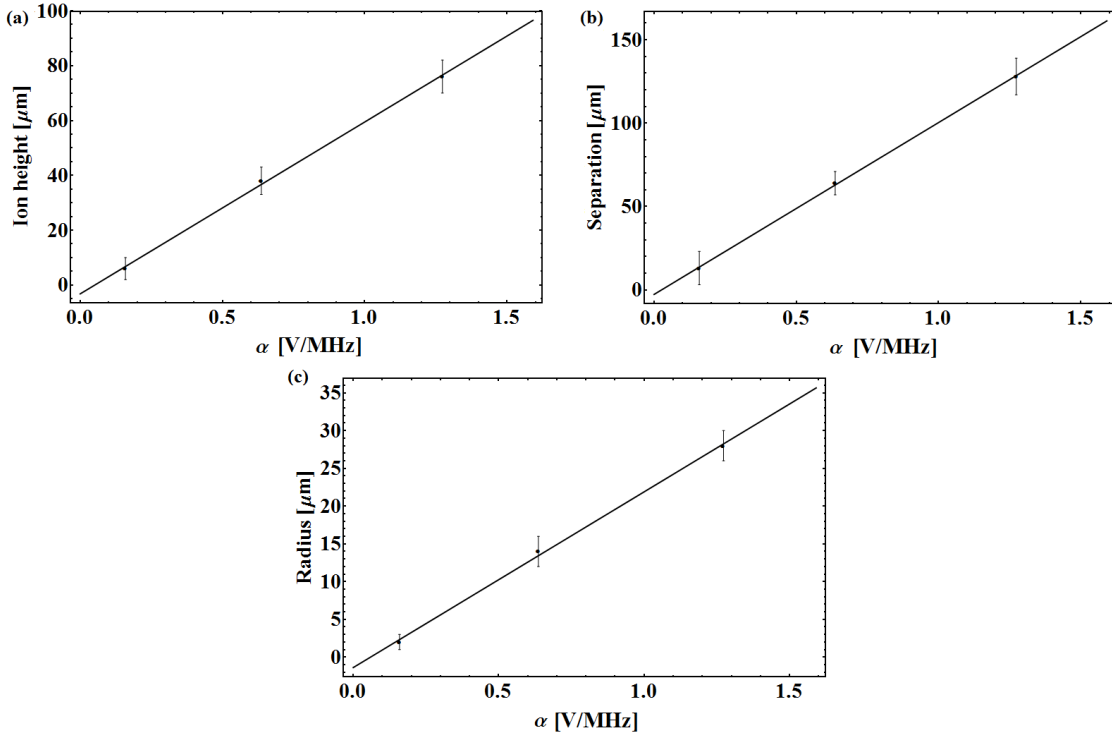 (a)
Ion height [μm]
100
80
60
40
20
0
0.0 0.5 1.0 1.5
α [V/MHz]
(b)
Separation [μm]
150
100
50
0
0.0 0.5 1.0 1.5
α [V/MHz]
(c)
Radius [μm]
35
30
25
20
15
10
5
0
0.0 0.5 1.0 1.5
α [V/MHz]